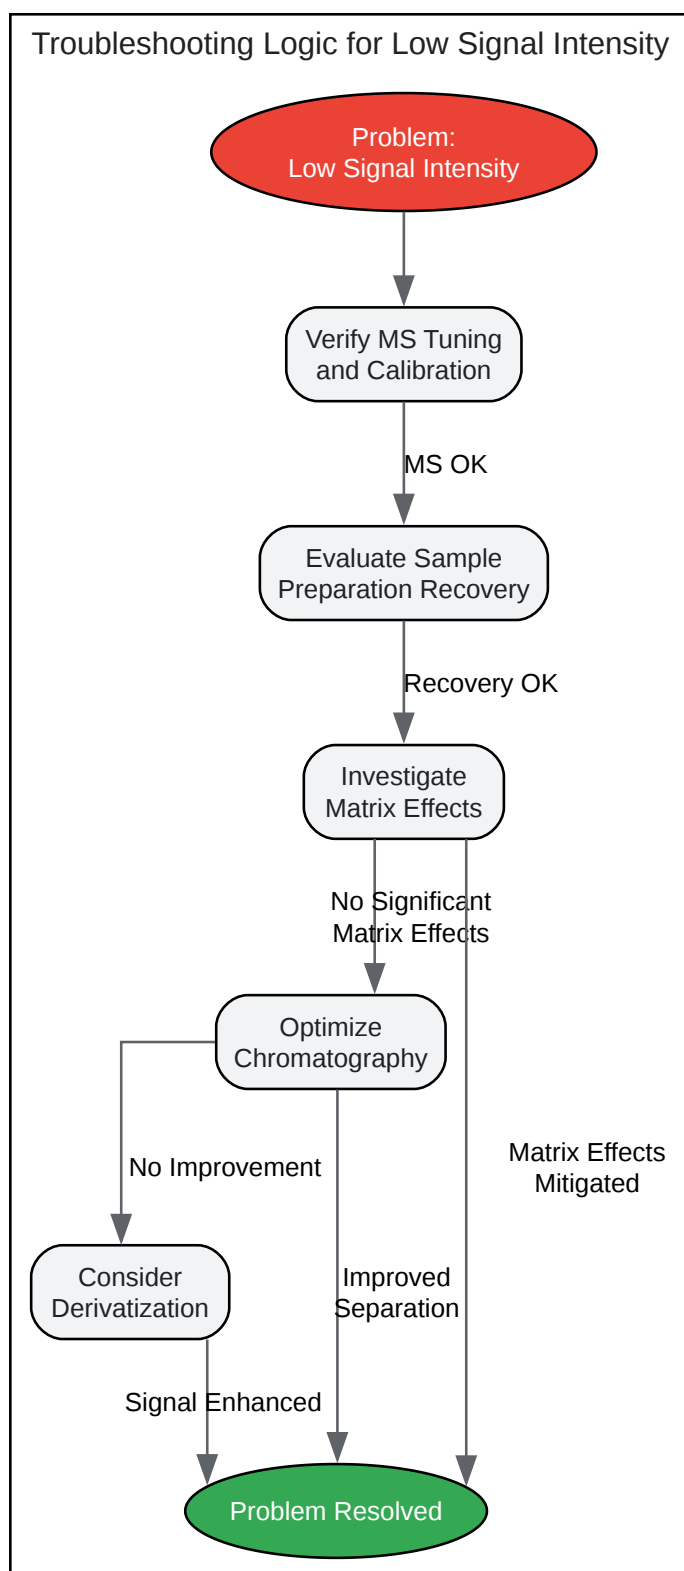 Troubleshooting Logic for Low Signal Intensity
Problem:
Low Signal Intensity
Verify MS Tuning
and Calibration
MS OK
Evaluate Sample
Preparation Recovery
Recovery OK
Investigate
Matrix Effects
No Significant
Matrix Effects
Optimize
Chromatography
No Improvement
Matrix Effects
Mitigated
Consider
Derivatization
Improved
Separation
Signal Enhanced
Problem Resolved